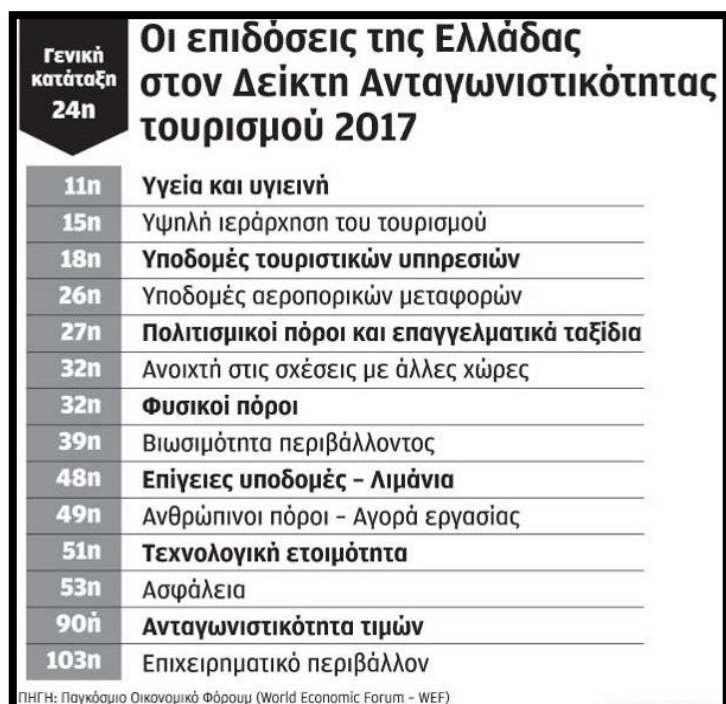 Γενική
κατάταξη
24η
Οι επιδόσεις της Ελλάδας
στον Δείκτη Ανταγωνιστικότητας
τουρισμού 2017
11η Υγεία και υγιεινή
15η Υψηλή ιεράρχηση του τουρισμού
18η Υποδομές τουριστικών υπηρεσιών
26η Υποδομές αεροπορικών μεταφορών
27η Πολιτισμικοί πόροι και επαγγελματικά ταξίδια
32η Ανοιχτή στις σχέσεις με άλλες χώρες
32η Φυσικοί πόροι
39η Βιωσιμότητα περιβάλλοντος
48η Επίγειες υποδομές – Λιμάνια
49η Ανθρώπινοι πόροι – Αγορά εργασίας
51η Τεχνολογική ετοιμότητα
53η Ασφάλεια
90ή Ανταγωνιστικότητα τιμών
103η Επιχειρηματικό περιβάλλον
ΠΗΓΗ: Παγκόσμιο Οικονομικό Φόρουμ (World Economic Forum – WEF)